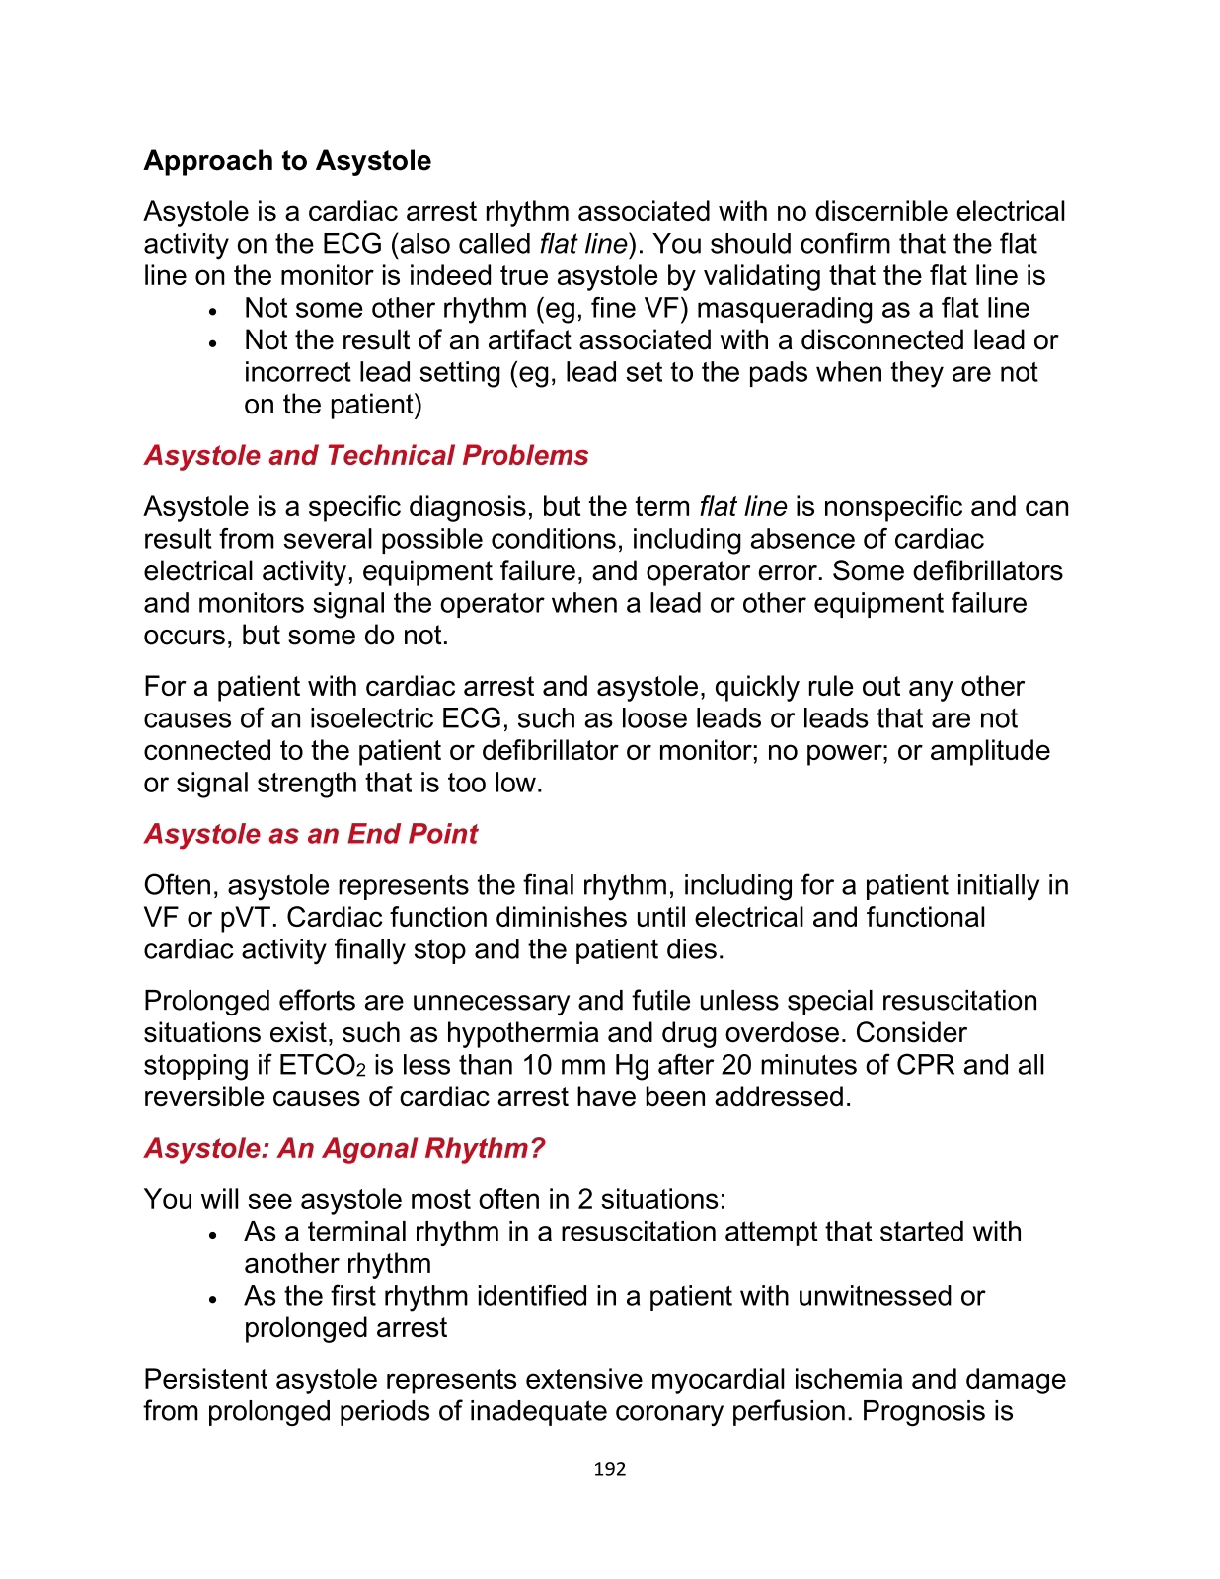 Approach to Asystole
Asystole is a cardiac arrest rhythm associated with no discernible electrical
activity on the ECG (also called flat line). You should confirm that the flat
line on the monitor is indeed true asystole by validating that the flat line is
• Not some other rhythm (eg, fine VF) masquerading as a flat line
• Not the result of an artifact associated with a disconnected lead or
incorrect lead setting (eg, lead set to the pads when they are not
on the patient)
Asystole and Technical Problems
Asystole is a specific diagnosis, but the term flat line is nonspecific and can
result from several possible conditions, including absence of cardiac
electrical activity, equipment failure, and operator error. Some defibrillators
and monitors signal the operator when a lead or other equipment failure
occurs, but some do not.
For a patient with cardiac arrest and asystole, quickly rule out any other
causes of an isoelectric ECG, such as loose leads or leads that are not
connected to the patient or defibrillator or monitor; no power; or amplitude
or signal strength that is too low.
Asystole as an End Point
Often, asystole represents the final rhythm, including for a patient initially in
VF or pVT. Cardiac function diminishes until electrical and functional
cardiac activity finally stop and the patient dies.
Prolonged efforts are unnecessary and futile unless special resuscitation
situations exist, such as hypothermia and drug overdose. Consider
stopping if ETCO₂ is less than 10 mm Hg after 20 minutes of CPR and all
reversible causes of cardiac arrest have been addressed.
Asystole: An Agonal Rhythm?
You will see asystole most often in 2 situations:
• As a terminal rhythm in a resuscitation attempt that started with
another rhythm
• As the first rhythm identified in a patient with unwitnessed or
prolonged arrest
Persistent asystole represents extensive myocardial ischemia and damage
from prolonged periods of inadequate coronary perfusion. Prognosis is
192